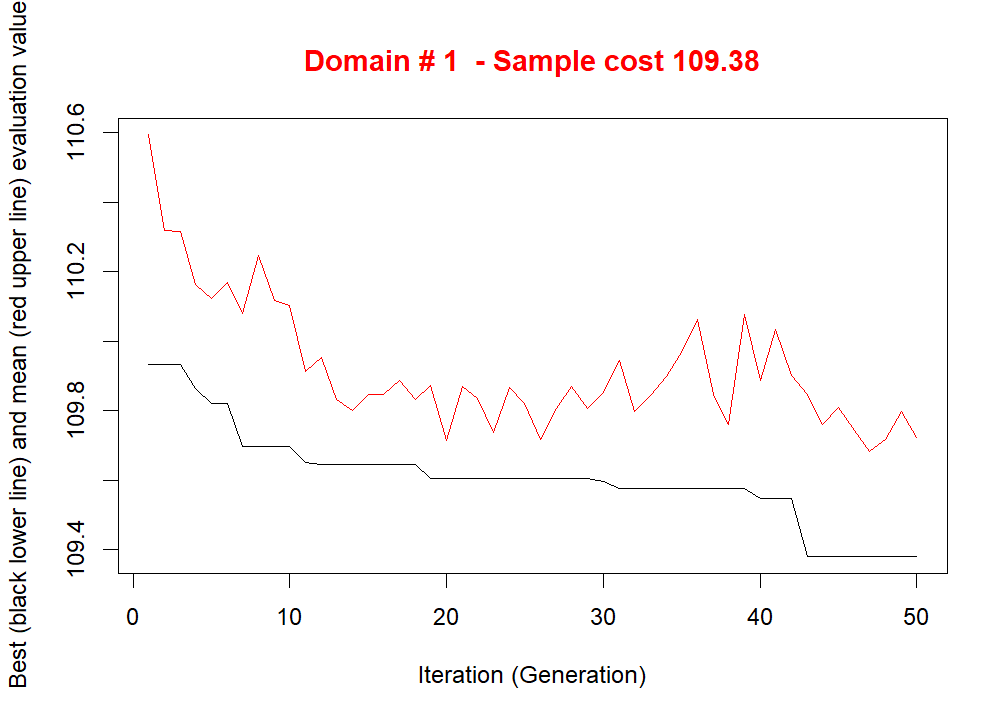 Domain # 1  - Sample cost 109.38
Best (black lower line) and mean (red upper line) evaluation value
110.6
110.2
109.8
109.4
0 10 20 30 40 50
Iteration (Generation)